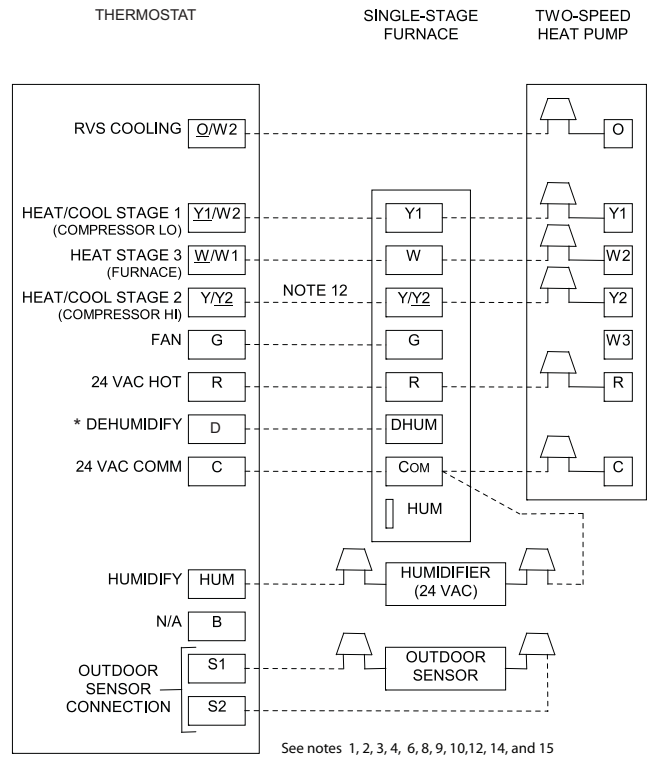 THERMOSTAT
SINGLE-STAGE
FURNACE
TWO-SPEED
HEAT PUMP
RVS COOLING O/W2 O
HEAT/COOL STAGE 1 Y1/W2 Y1 Y1
(COMPRESSOR LO)
HEAT STAGE 3 W/W1 W W2
(FURNACE)
HEAT/COOL STAGE 2 Y/Y2 NOTE 12 Y/Y2 Y2
(COMPRESSOR HI)
FAN G G W3
24 VAC HOT R R R
* DEHUMIDIFY D DHUM
24 VAC COMM C COM C
HUM
HUMIDIFY HUM HUMIDIFIER
(24 VAC)
N/A B
OUTDOOR
SENSOR
CONNECTION
S1
S2
OUTDOOR
SENSOR
See notes 1, 2, 3, 4, 6, 8, 9, 10,12, 14, and 15